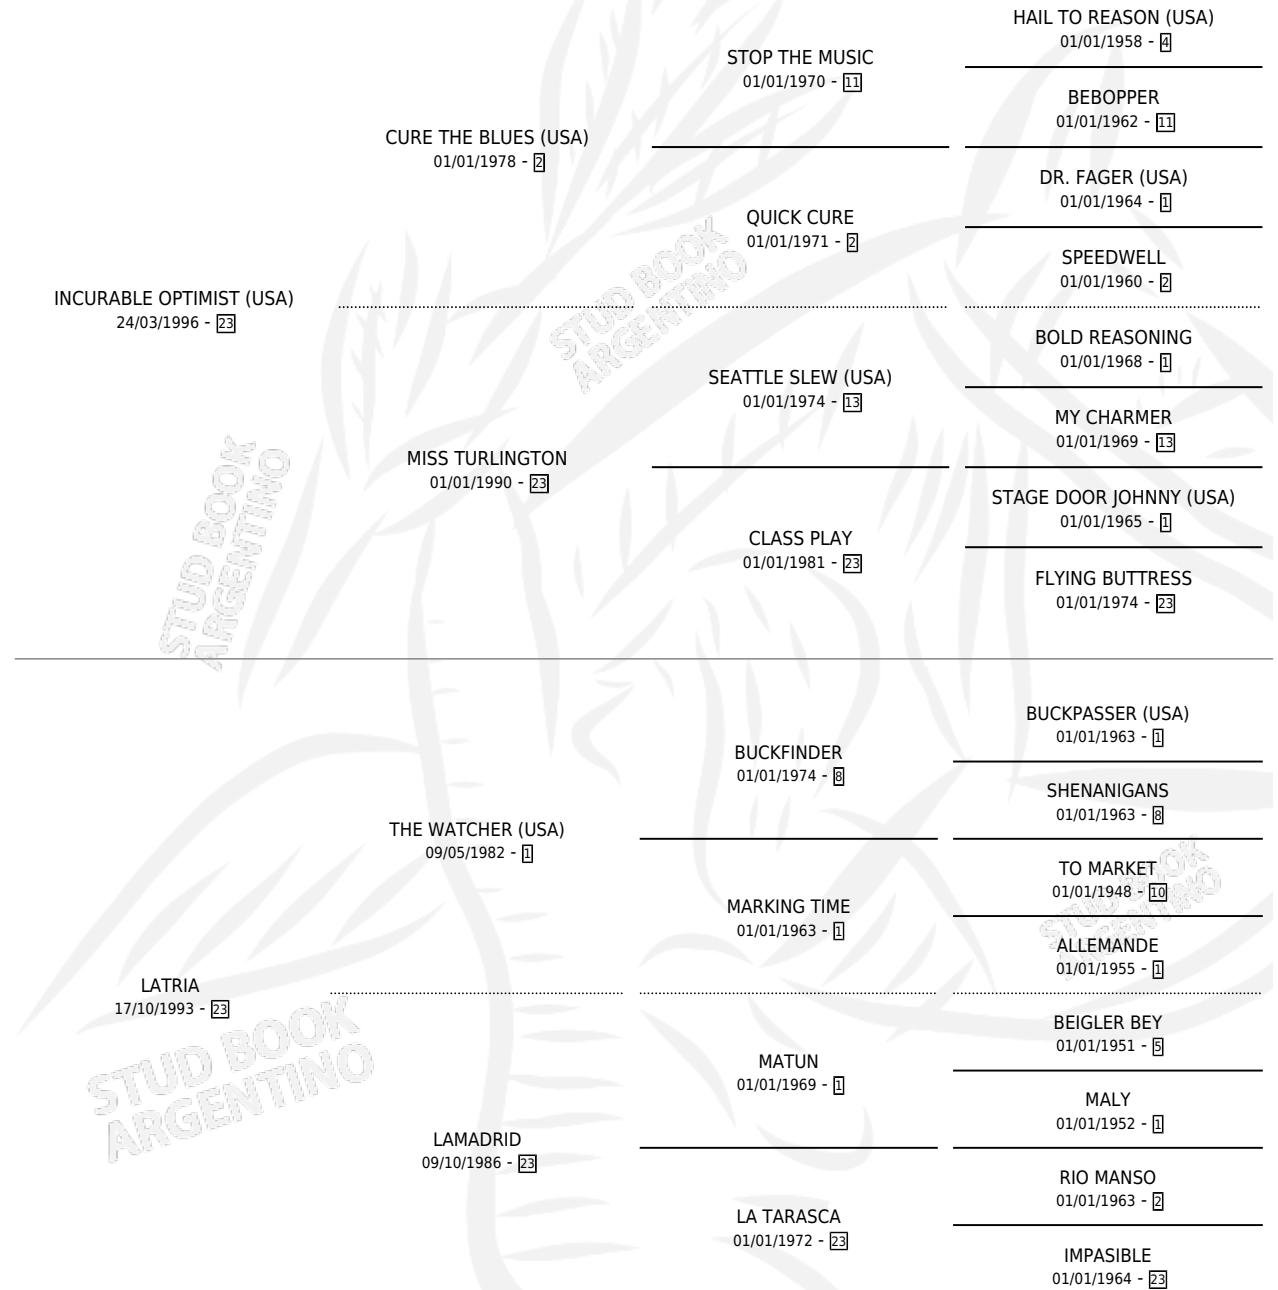 HAIL TO REASON (USA)
01/01/1958 - 4
STOP THE MUSIC
01/01/1970 - 11
BEBOPPER
01/01/1962 - 11
CURE THE BLUES (USA)
01/01/1978 - 2
DR. FAGER (USA)
01/01/1964 - 1
QUICK CURE
01/01/1971 - 2
SPEEDWELL
01/01/1960 - 2
INCURABLE OPTIMIST (USA)
24/03/1996 - 23
STUD BOOK
ARGENTINO
BOLD REASONING
01/01/1968 - 1
SEATTLE SLEW (USA)
01/01/1974 - 13
MY CHARMER
01/01/1969 - 13
MISS TURLINGTON
01/01/1990 - 23
STAGE DOOR JOHNNY (USA)
01/01/1965 - 1
CLASS PLAY
01/01/1981 - 23
FLYING BUTTRESS
01/01/1974 - 23
STUD BOOK
ARGENTINO
BUCKPASSER (USA)
01/01/1963 - 1
BUCKFINDER
01/01/1974 - 8
SHENANIGANS
01/01/1963 - 8
THE WATCHER (USA)
09/05/1982 - 1
TO MARKET
01/01/1948 - 10
MARKING TIME
01/01/1963 - 1
STUD BOOK
ARGENTINO
ALLEMANDE
01/01/1955 - 1
LATRIA
17/10/1993 - 23
BEIGLER BEY
01/01/1951 - 5
MATUN
01/01/1969 - 1
STUD BOOK
ARGENTINO
MALY
01/01/1952 - 1
LAMADRID
09/10/1986 - 23
RIO MANSO
01/01/1963 - 2
LA TARASCA
01/01/1972 - 23
IMPASIBLE
01/01/1964 - 23